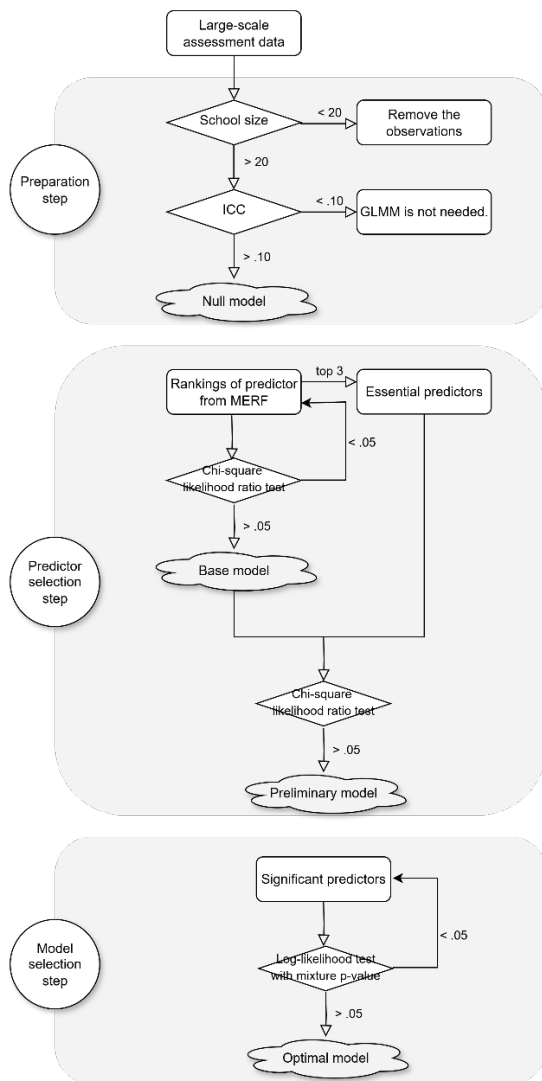 Large-scale
assessment data
School size
< 20
Remove the
observations
> 20
Preparation
step
ICC
< .10
GLMM is not needed.
> .10
Null model
Rankings of predictor
from MERF
top 3
Essential predictors
< .05
Chi-square
likelihood ratio test
> .05
Predictor
selection
step
Base model
Chi-square
likelihood ratio test
> .05
Preliminary model
Significant predictors
< .05
Model
selection
step
Log-likelihood test
with mixture p-value
> .05
Optimal model